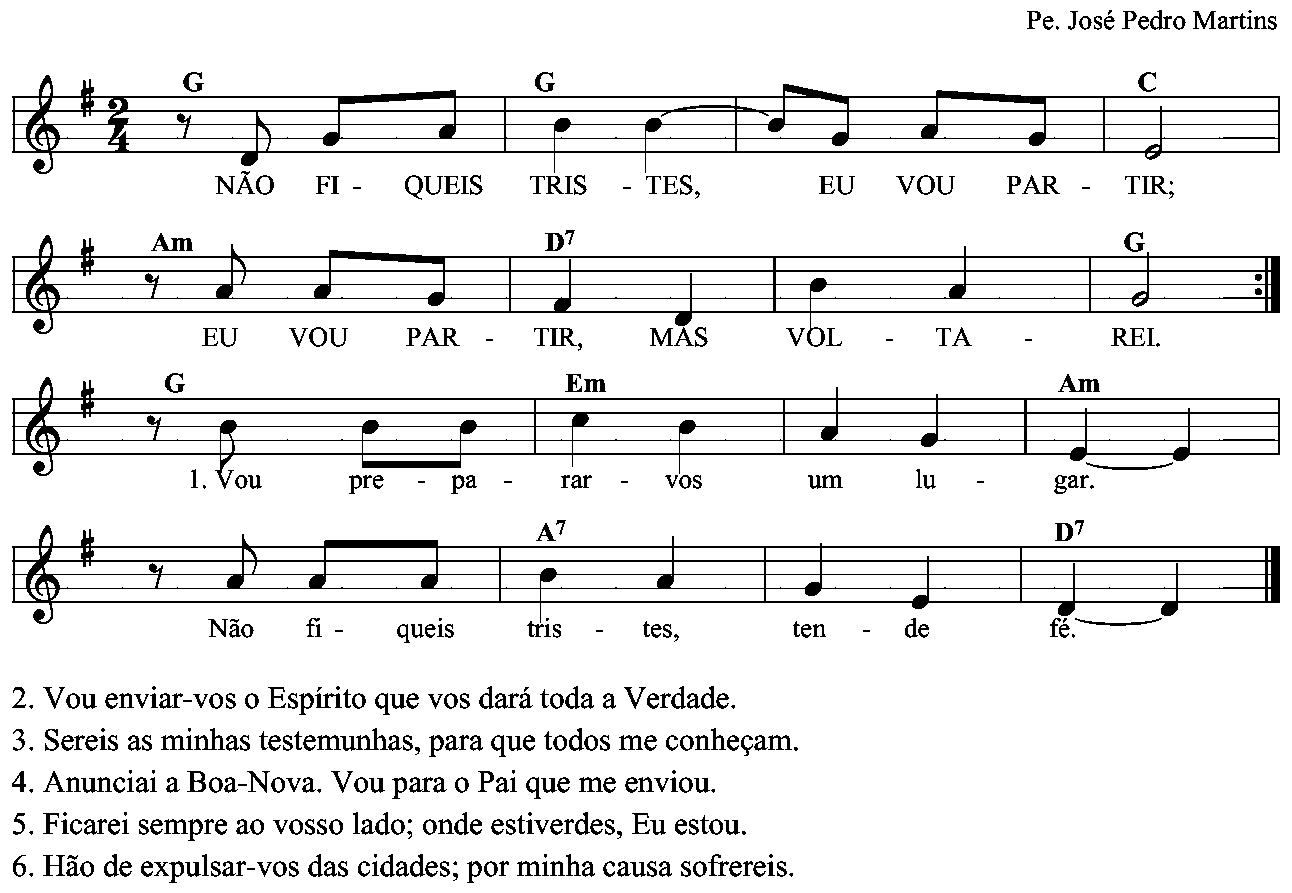 Pe. José Pedro Martins
G G C
2
4
NÃO FI - QUEIS TRIS - TES, EU VOU PAR - TIR;
Am D7 G
EU VOU PAR - TIR, MAS VOL - TA - REI.
G Em Am
1. Vou pre - pa - rar - vos um lu - gar.
A7 D7
Não fi - queis tris - tes, ten - de fé.
2. Vou enviar-vos o Espírito que vos dará toda a Verdade.
3. Sereis as minhas testemunhas, para que todos me conheçam.
4. Anunciai a Boa-Nova. Vou para o Pai que me enviou.
5. Ficarei sempre ao vosso lado; onde estiverdes, Eu estou.
6. Hão de expulsar-vos das cidades; por minha causa sofrereis.